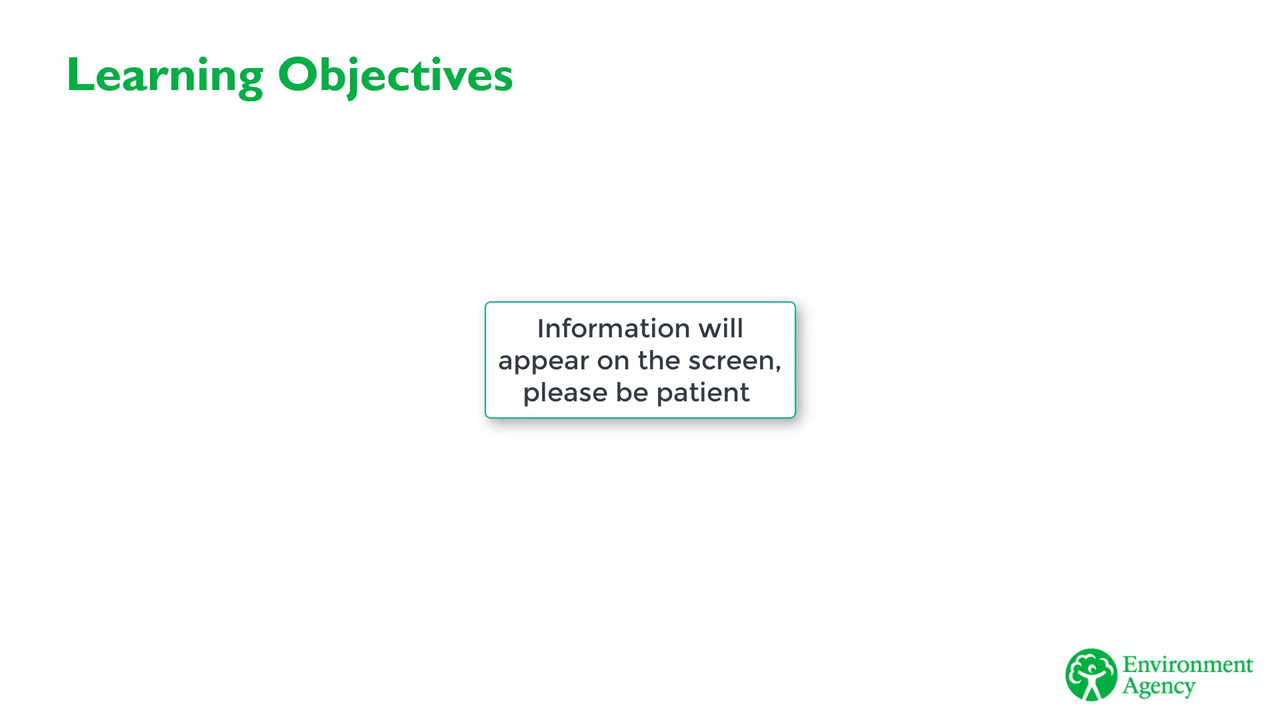 Learning Objectives
Information will
appear on the screen,
please be patient
Environment
Agency